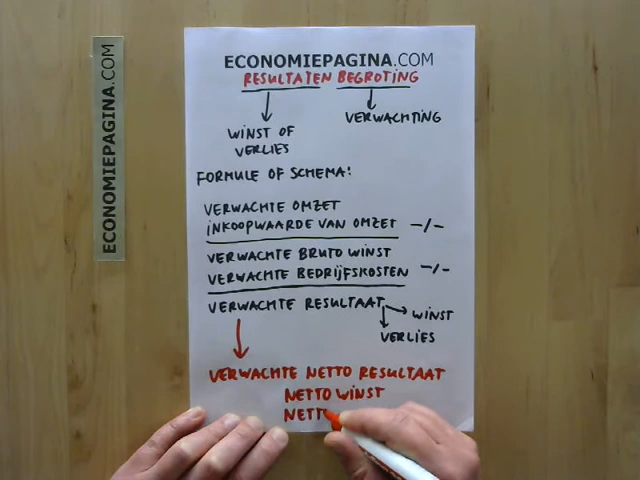 ECONOMIEPAGINA.COM
ECONOMIEPAGINA.COM
RESULTATEN BEGROTING
WINST OF
VERLIES
VERWACHTING
FORMULE OF SCHEMA:
VERWACHTE OMZET
INKOOPWAARDE VAN OMZET -/-
VERWACHTE BRUTO WINST
VERWACHTE BEDRIJFSKOSTEN -/-
VERWACHTE RESULTAAT
WINST
VERLIES
VERWACHTE NETTO RESULTAAT
NETTO WINST
NETT